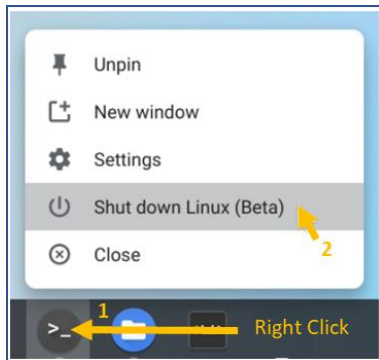 Unpin
New window
Settings
Shut down Linux (Beta)
2
Close
1
>_
Right Click